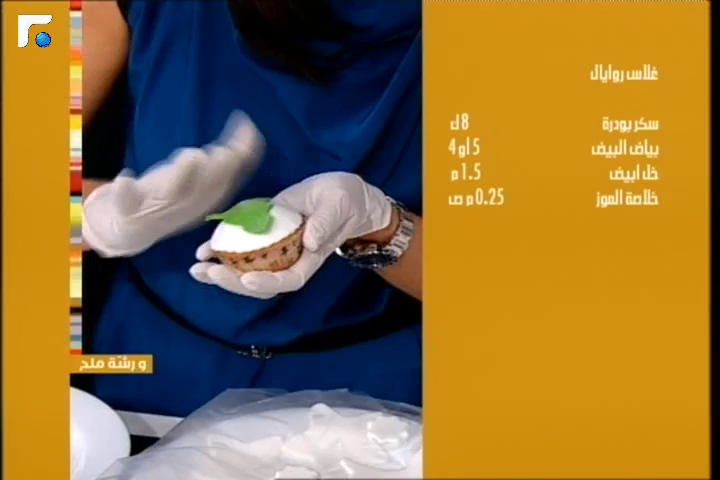 غلاس روايال
سكر بودرة 8 ك
بياض البيض 5 او 4
خل ابيض 1.5 م
خلاصة الموز 0.25 م ص
و رشّة ملح